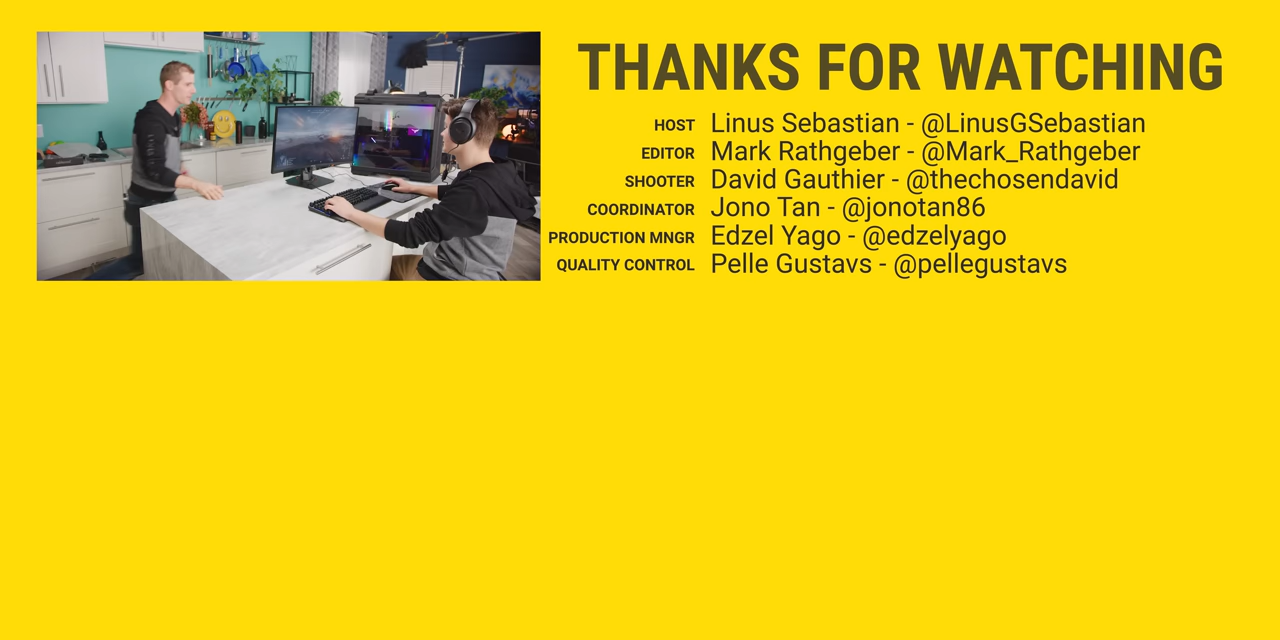 THANKS FOR WATCHING
HOST Linus Sebastian - @LinusGSebastian
EDITOR Mark Rathgeber - @Mark_Rathgeber
SHOOTER David Gauthier - @thechosendavid
COORDINATOR Jono Tan - @jonotan86
PRODUCTION MNGR Edzel Yago - @edzelyago
QUALITY CONTROL Pelle Gustavs - @pellegustavs